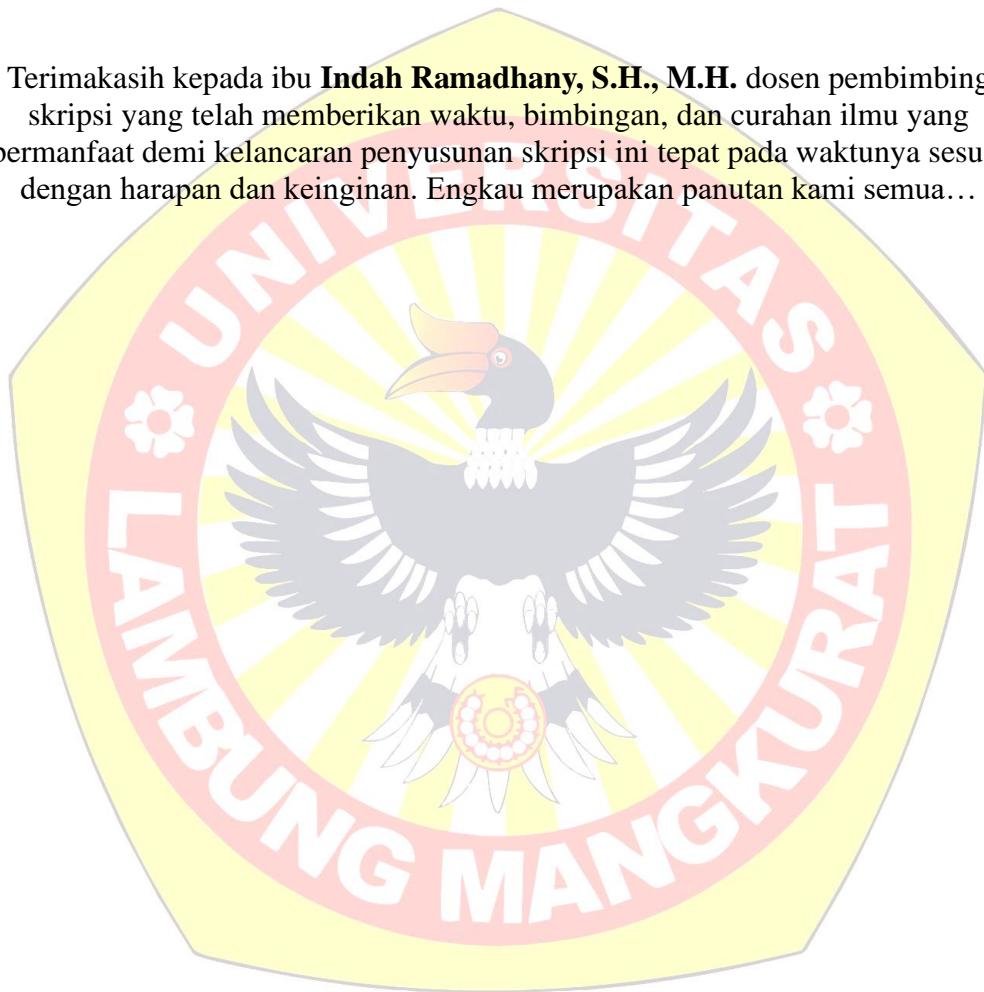 Terimakasih kepada ibu Indah Ramadhany, S.H., M.H. dosen pembimbing
skripsi yang telah memberikan waktu, bimbingan, dan curahan ilmu yang
bermanfaat demi kelancaran penyusunan skripsi ini tepat pada waktunya sesu
dengan harapan dan keinginan. Engkau merupakan panutan kami semua…
UNIVERSITAS
LAMBUNG MANGKURAT